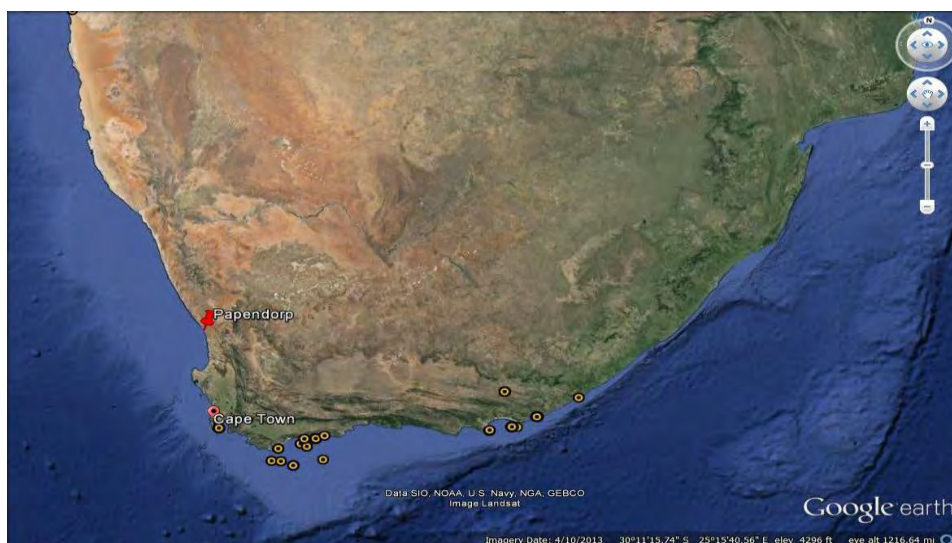 N
Papendorp
Cape Town
Data SIO, NOAA, U.S. Navy, NGA, GEBCO
Image Landsat
Google earth
Imagery Date: 4/10/2013 30°11'15.74" S 25°15'40.56" E elev 4296 ft eye alt 1216.64 mi